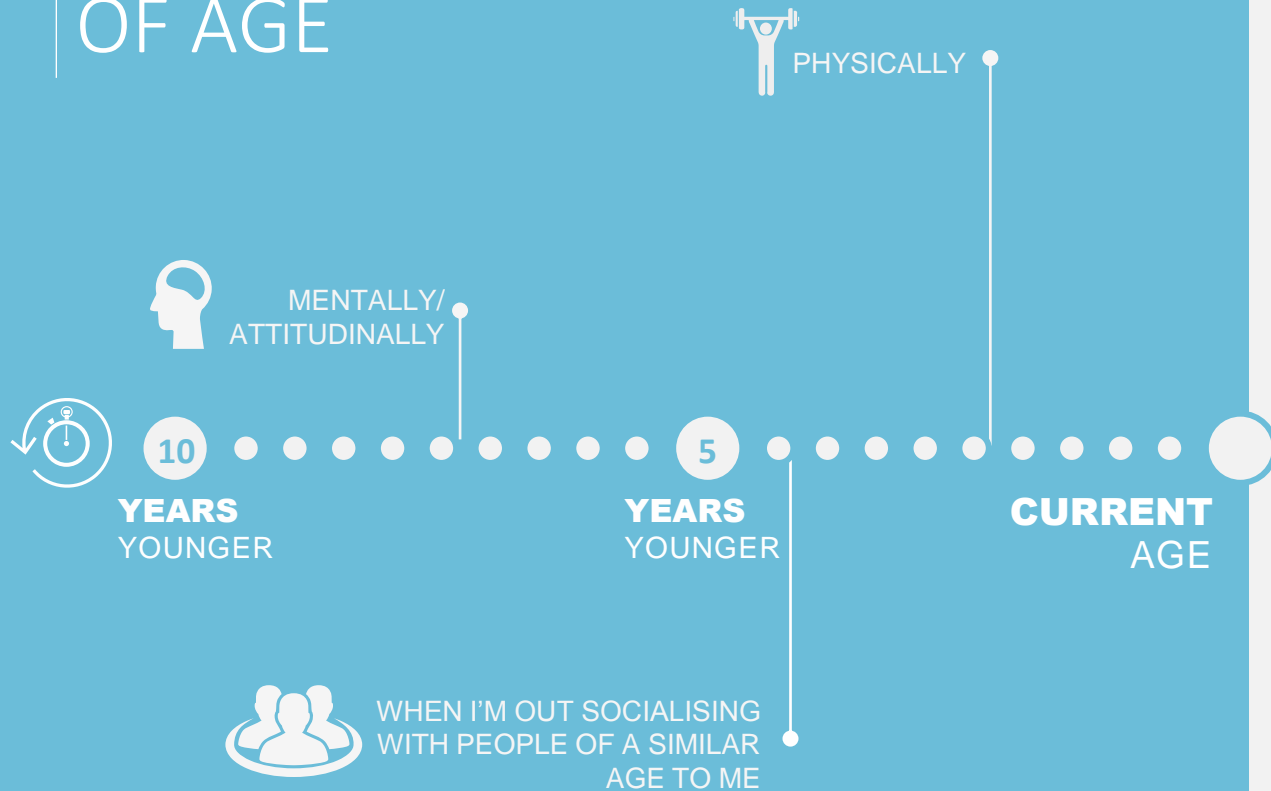 OF AGE
PHYSICALLY
MENTALLY/
ATTITUDINALLY
10
YEARS
YOUNGER
5
YEARS
YOUNGER
CURRENT
AGE
WHEN I'M OUT SOCIALISING
WITH PEOPLE OF A SIMILAR
AGE TO ME